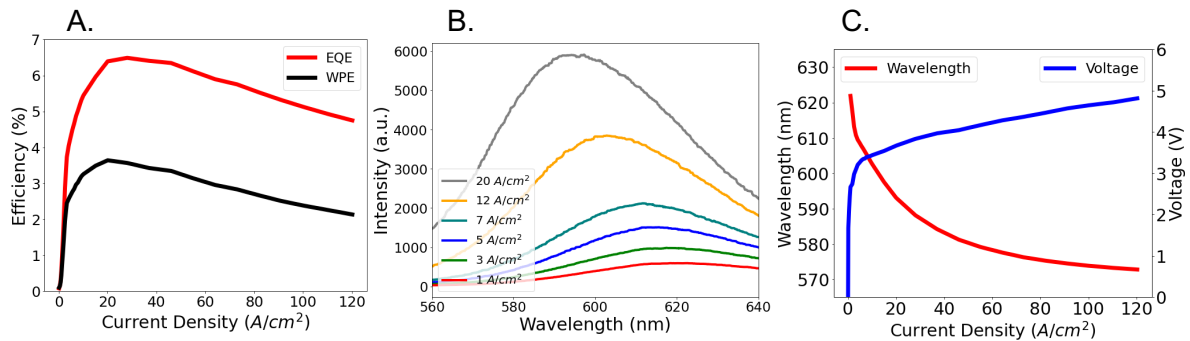 A.
7
6
5
4
3
2
1
0
Efficiency (%)
EQE
WPE
0 20 40 60 80 100 120
Current Density (A/cm²)
B.
6000
5000
4000
3000
2000
1000
0
Intensity (a.u.)
20 A/cm²
12 A/cm²
7 A/cm²
5 A/cm²
3 A/cm²
1 A/cm²
560 580 600 620 640
Wavelength (nm)
C.
630
620
610
600
590
580
570
Wavelength (nm)
Wavelength
Voltage
6
5
4
3
2
1
0
Voltage (V)
0 20 40 60 80 100 120
Current Density (A/cm²)